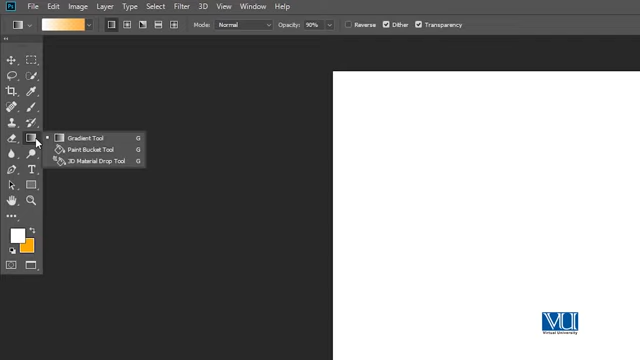 Ps File Edit Image Layer Type Select Filter 3D View Window Help
Mode: Normal Opacity: 90% Reverse Dither Transparency
Gradient Tool G
Paint Bucket Tool G
3D Material Drop Tool G
T
VU
Virtual University